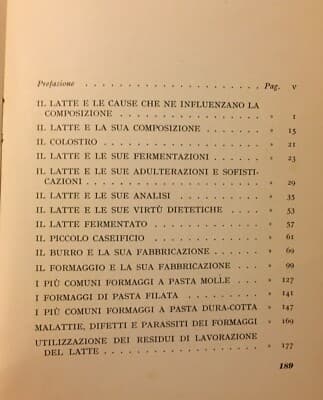 Prefazione . . . . . . . . . . . . . . Pag. V
IL LATTE E LE CAUSE CHE NE INFLUENZANO LA
COMPOSIZIONE . . . . . . . . . . . » 1
IL LATTE E LA SUA COMPOSIZIONE . . . . . » 15
IL COLOSTRO . . . . . . . . . . . . » 21
IL LATTE E LE SUE FERMENTAZIONI . . . . » 23
IL LATTE E LE SUE ADULTERAZIONI E SOFISTI-
CAZIONI . . . . . . . . . . . . . » 29
IL LATTE E LE SUE ANALISI . . . . . . . » 35
IL LATTE E LE SUE VIRTÙ DIETETICHE . . . » 53
LATTE FERMENTATO . . . . . . . . . . » 57
IL PICCOLO CASEIFICIO . . . . . . . . . » 61
IL BURRO E LA SUA FABBRICAZIONE . . . . » 69
IL FORMAGGIO E LA SUA FABBRICAZIONE . . . » 99
I PIÙ COMUNI FORMAGGI A PASTA MOLLE . . » 127
I FORMAGGI DI PASTA FILATA . . . . . . » 141
I PIÙ COMUNI FORMAGGI A PASTA DURA-COTTA » 147
MALATTIE, DIFETTI E PARASSITI DEI FORMAGGI » 169
UTILIZZAZIONE DEI RESIDUI DI LAVORAZIONE
DEL LATTE . . . . . . . . . . . . » 177
189